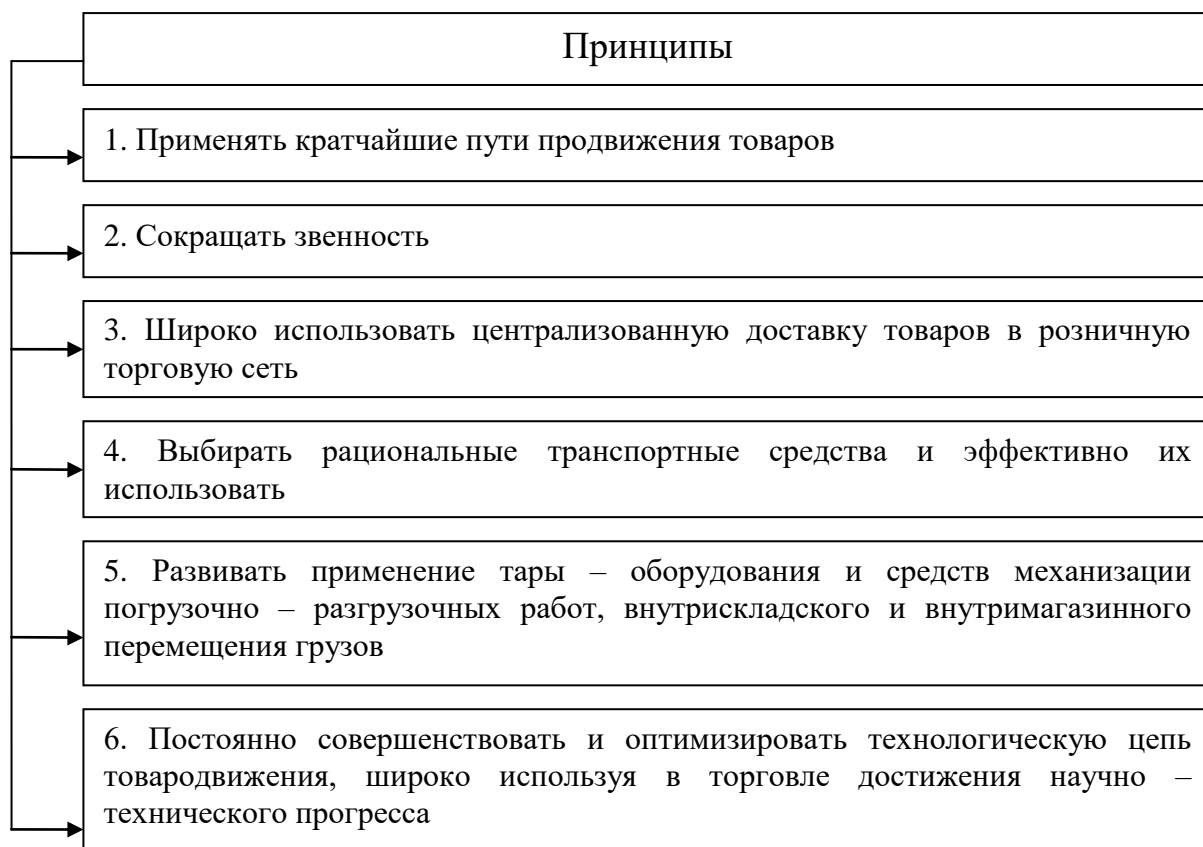 Принципы
1. Применять кратчайшие пути продвижения товаров
2. Сокращать звенность
3. Широко использовать централизованную доставку товаров в розничную
торговую сеть
4. Выбирать рациональные транспортные средства и эффективно их
использовать
5. Развивать применение тары – оборудования и средств механизации
погрузочно – разгрузочных работ, внутрискладского и внутримагазинного
перемещения грузов
6. Постоянно совершенствовать и оптимизировать технологическую цепь
товародвижения, широко используя в торговле достижения научно –
технического прогресса